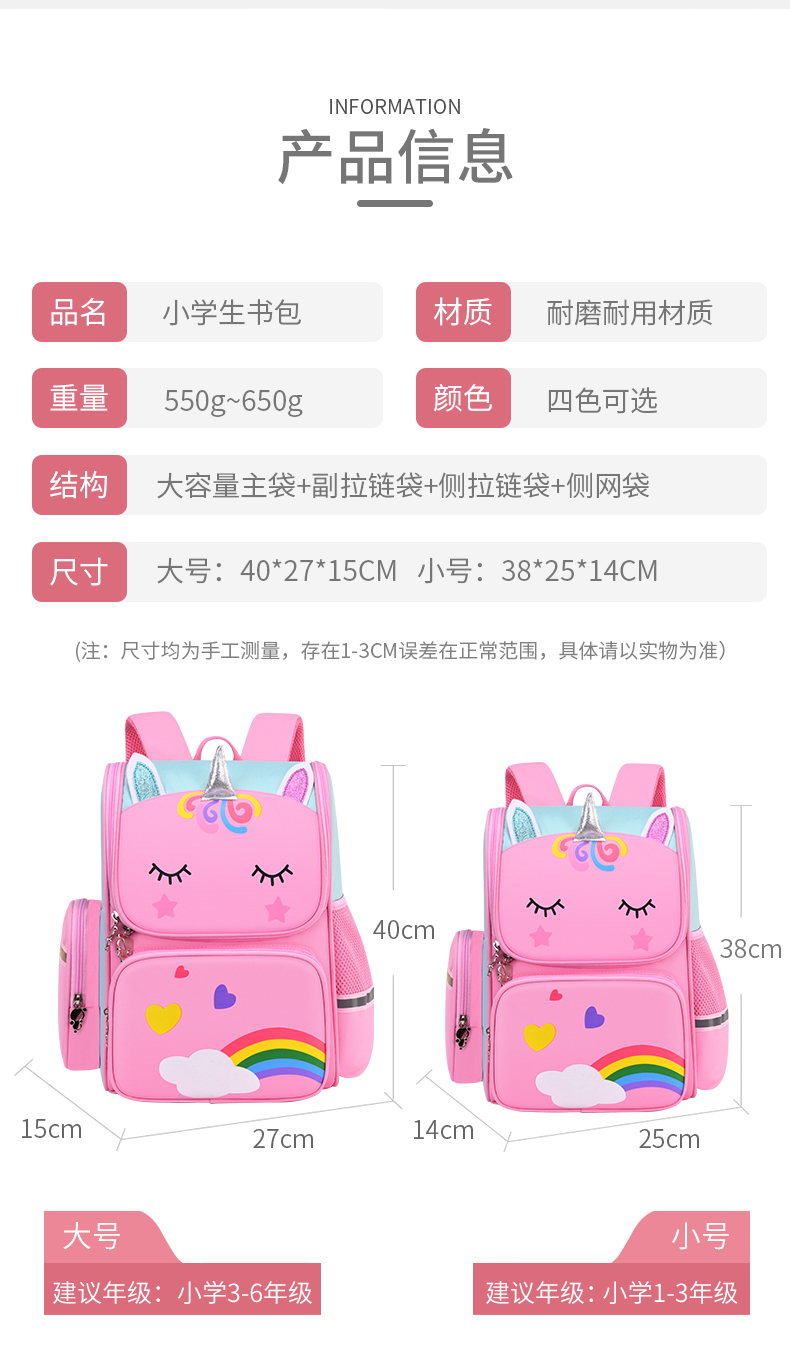 INFORMATION
产品信息
品名 小学生书包
材质 耐磨耐用材质
重量 550g~650g
颜色 四色可选
结构 大容量主袋+副拉链袋+侧拉链袋+侧网袋
尺寸 大号：40*27*15CM 小号：38*25*14CM
(注：尺寸均为手工测量，存在1-3CM误差在正常范围，具体请以实物为准）
40cm
38cm
15cm
27cm
14cm
25cm
大号
建议年级：小学3-6年级
小号
建议年级：小学1-3年级